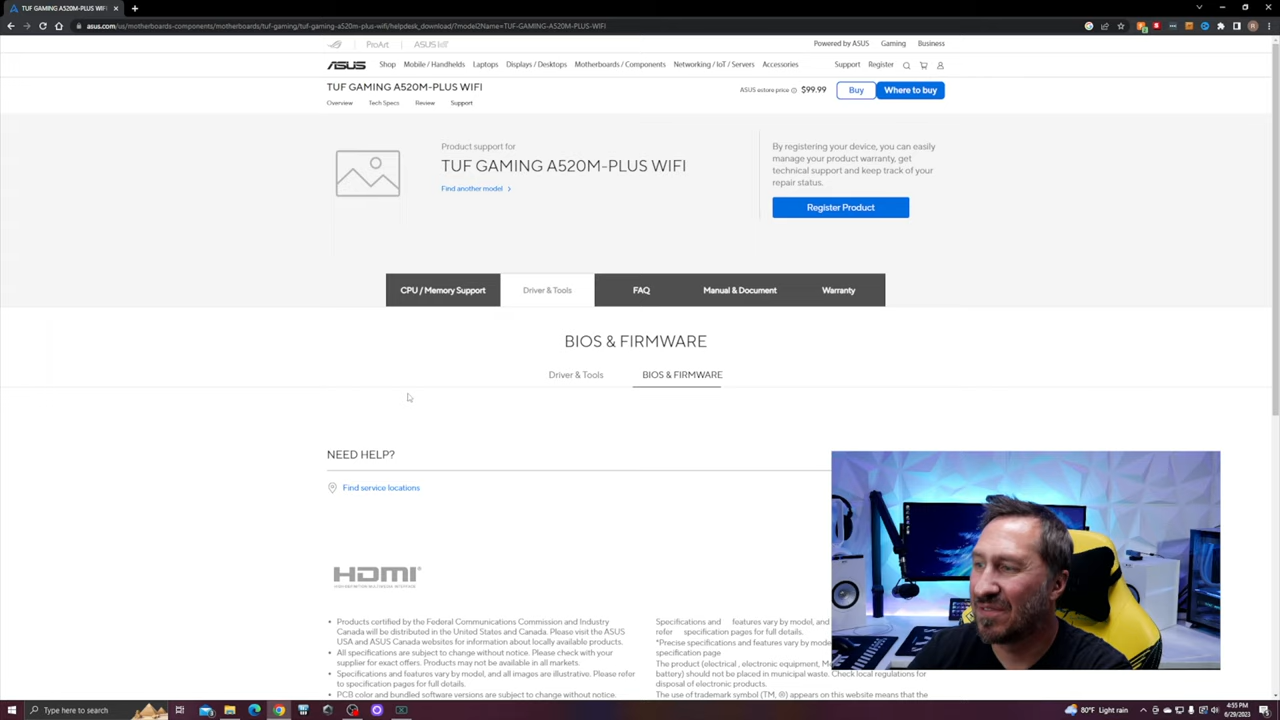 TUF GAMING A520M-PLUS WIFI
asus.com/us/motherboards-components/motherboards/tuf-gaming/tuf-gaming-a520m-plus-wifi/helpdesk_download/?model2Name=TUF-GAMING-A520M-PLUS-WIFI
ProArt
Powered by ASUS Gaming Business
ASUS Shop Mobile / Handhelds Laptops Displays / Desktops Motherboards / Components Networking / IoT / Servers Accessories Support Register
TUF GAMING A520M-PLUS WIFI
ASUS estore price $99.99 Buy Where to buy
Overview Tech Specs Review Support
Product support for
TUF GAMING A520M-PLUS WIFI
Find another model >
By registering your device, you can easily
manage your product warranty, get
technical support and keep track of your
repair status.
Register Product
CPU / Memory Support Driver & Tools FAQ Manual & Document Warranty
BIOS & FIRMWARE
Driver & Tools BIOS & FIRMWARE
NEED HELP?
Find service locations
HDMI
Products certified by the Federal Communications Commission and Industry
Canada will be distributed in the United States and Canada. Please visit the ASUS
USA and ASUS Canada websites for information about locally available products.
All specifications are subject to change without notice. Please check with your
supplier for exact offers. Products may not be available in all markets.
Specifications and features vary by model, and all images are illustrative. Please refer
to specification pages for full details.
PCB color and bundled software versions are subject to change without notice.
Specifications and features vary by model, and
refer specification pages for full details.
*Precise specifications and features vary by
specification page
The product (electrical , electronic equipment,
battery) should not be placed in municipal waste. Check local regulations for
disposal of electronic products.
The use of trademark symbol (TM, ®) appears on this website means that the
Type here to search
80°F Light rain
4:55 PM
6/29/2023